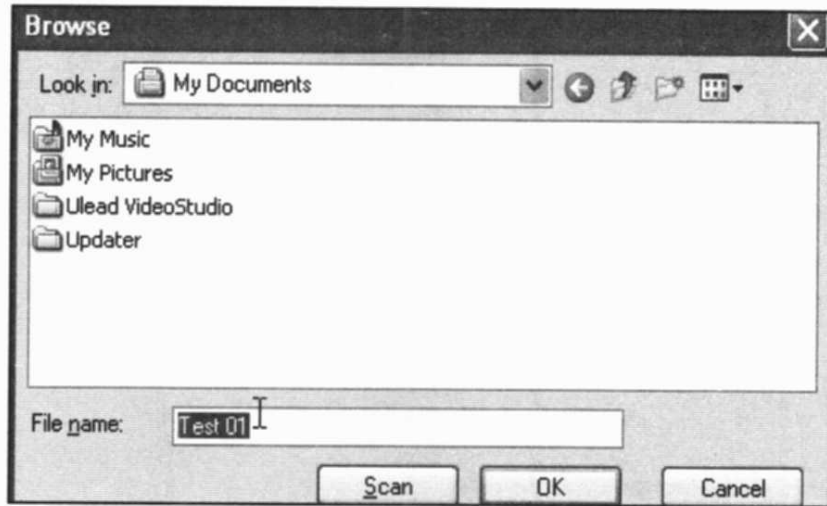 Browse
Look in: My Documents
My Music
My Pictures
Ulead VideoStudio
Updater
File name: Test 01
Scan OK Cancel